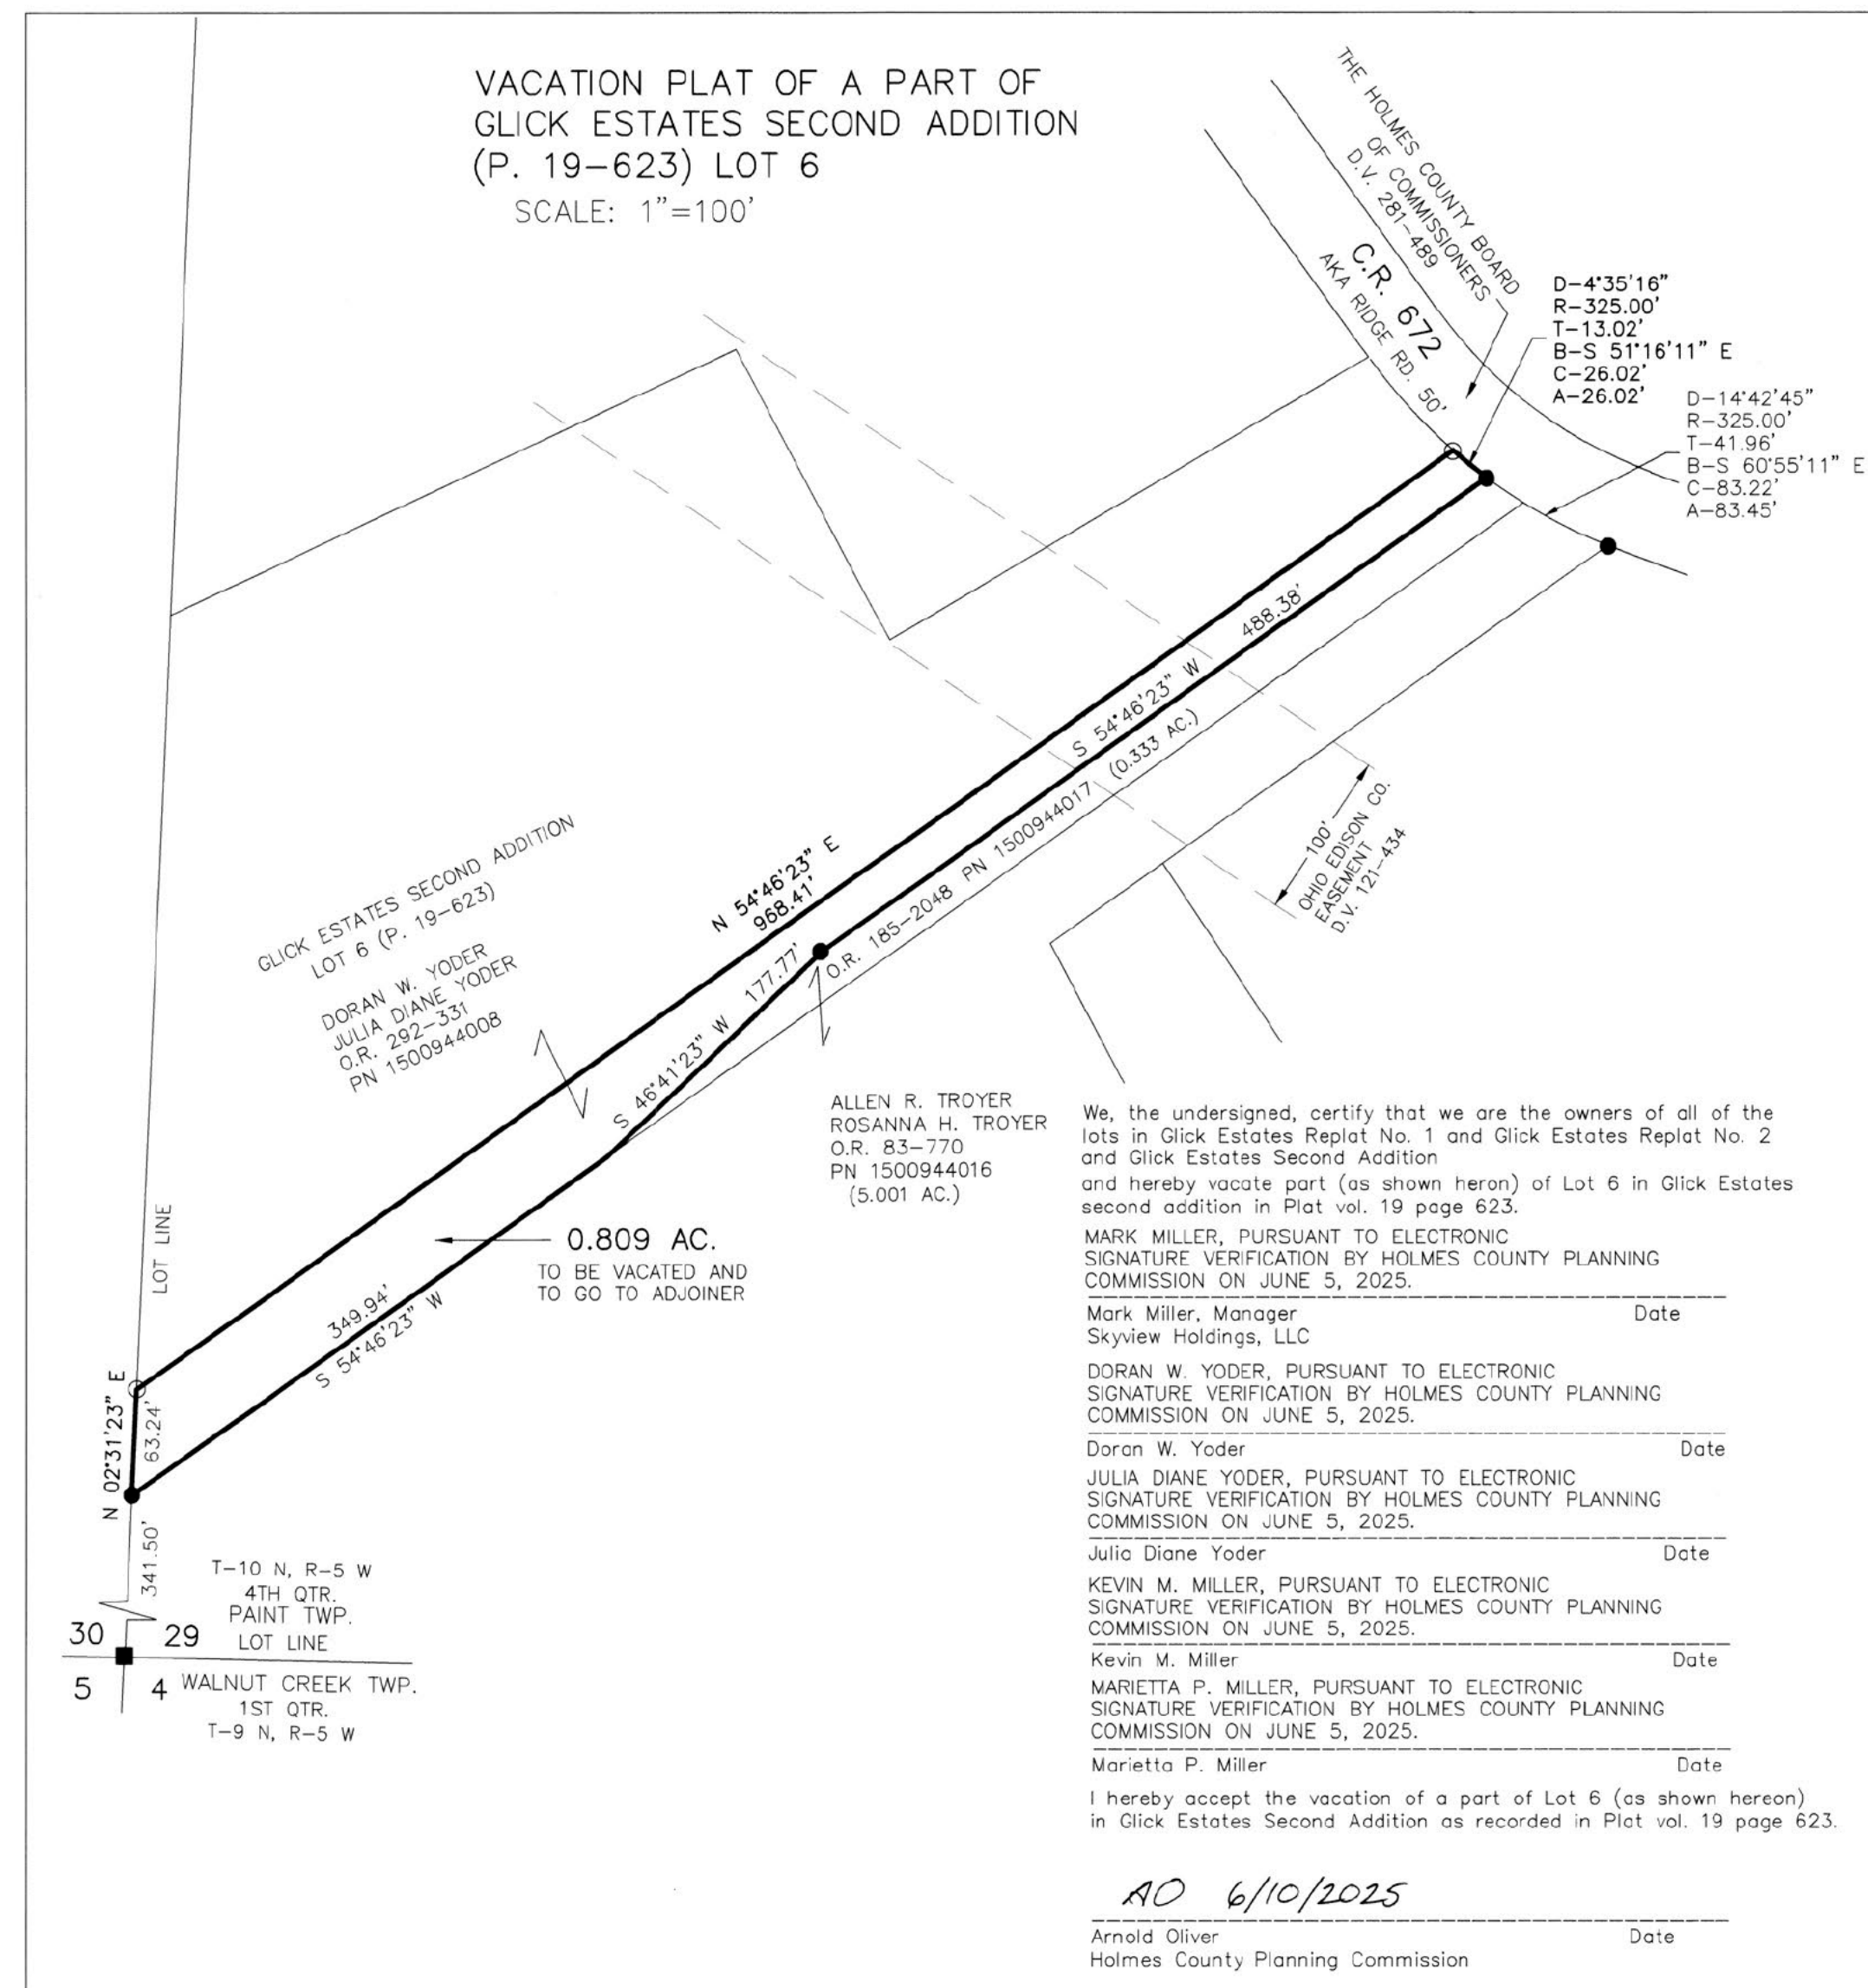 VACATION PLAT OF A PART OF
GLICK ESTATES SECOND ADDITION
(P. 19-623) LOT 6
SCALE: 1"=100'
THE HOLMES COUNTY BOARD
OF COMMISSIONERS
D.V. 281-489
C.R. 672
AKA RIDGE RD. 50'
D-4°35'16"
R-325.00'
T-13.02'
B-S 51°16'11" E
C-26.02'
A-26.02'
D-14°42'45"
R-325.00'
T-41.96'
B-S 60°55'11" E
C-83.22'
A-83.45'
488.38'
S 54°46'23" W
(0.333 AC.)
O.R. 185-2048 PN 1500944017
100'
OHIO EDISON CO.
EASEMENT
D.V. 121-434
N 54°46'23" E
968.41'
GLICK ESTATES SECOND ADDITION
LOT 6 (P. 19-623)
DORAN W. YODER
JULIA DIANE YODER
O.R. 292-331
PN 1500944008
177.77'
S 46°41'23" W
ALLEN R. TROYER
ROSANNA H. TROYER
O.R. 83-770
PN 1500944016
(5.001 AC.)
LOT LINE
0.809 AC.
TO BE VACATED AND
TO GO TO ADJOINER
349.94'
S 54°46'23" W
N 02°31'23" E
63.24'
341.50'
T-10 N, R-5 W
4TH QTR.
PAINT TWP.
LOT LINE
30 29
5 4
WALNUT CREEK TWP.
1ST QTR.
T-9 N, R-5 W
We, the undersigned, certify that we are the owners of all of the
lots in Glick Estates Replat No. 1 and Glick Estates Replat No. 2
and Glick Estates Second Addition
and hereby vacate part (as shown heron) of Lot 6 in Glick Estates
second addition in Plat vol. 19 page 623.
MARK MILLER, PURSUANT TO ELECTRONIC
SIGNATURE VERIFICATION BY HOLMES COUNTY PLANNING
COMMISSION ON JUNE 5, 2025.
Mark Miller, Manager Date
Skyview Holdings, LLC
DORAN W. YODER, PURSUANT TO ELECTRONIC
SIGNATURE VERIFICATION BY HOLMES COUNTY PLANNING
COMMISSION ON JUNE 5, 2025.
Doran W. Yoder Date
JULIA DIANE YODER, PURSUANT TO ELECTRONIC
SIGNATURE VERIFICATION BY HOLMES COUNTY PLANNING
COMMISSION ON JUNE 5, 2025.
Julia Diane Yoder Date
KEVIN M. MILLER, PURSUANT TO ELECTRONIC
SIGNATURE VERIFICATION BY HOLMES COUNTY PLANNING
COMMISSION ON JUNE 5, 2025.
Kevin M. Miller Date
MARIETTA P. MILLER, PURSUANT TO ELECTRONIC
SIGNATURE VERIFICATION BY HOLMES COUNTY PLANNING
COMMISSION ON JUNE 5, 2025.
Marietta P. Miller Date
I hereby accept the vacation of a part of Lot 6 (as shown hereon)
in Glick Estates Second Addition as recorded in Plat vol. 19 page 623.
AO 6/10/2025
Arnold Oliver Date
Holmes County Planning Commission